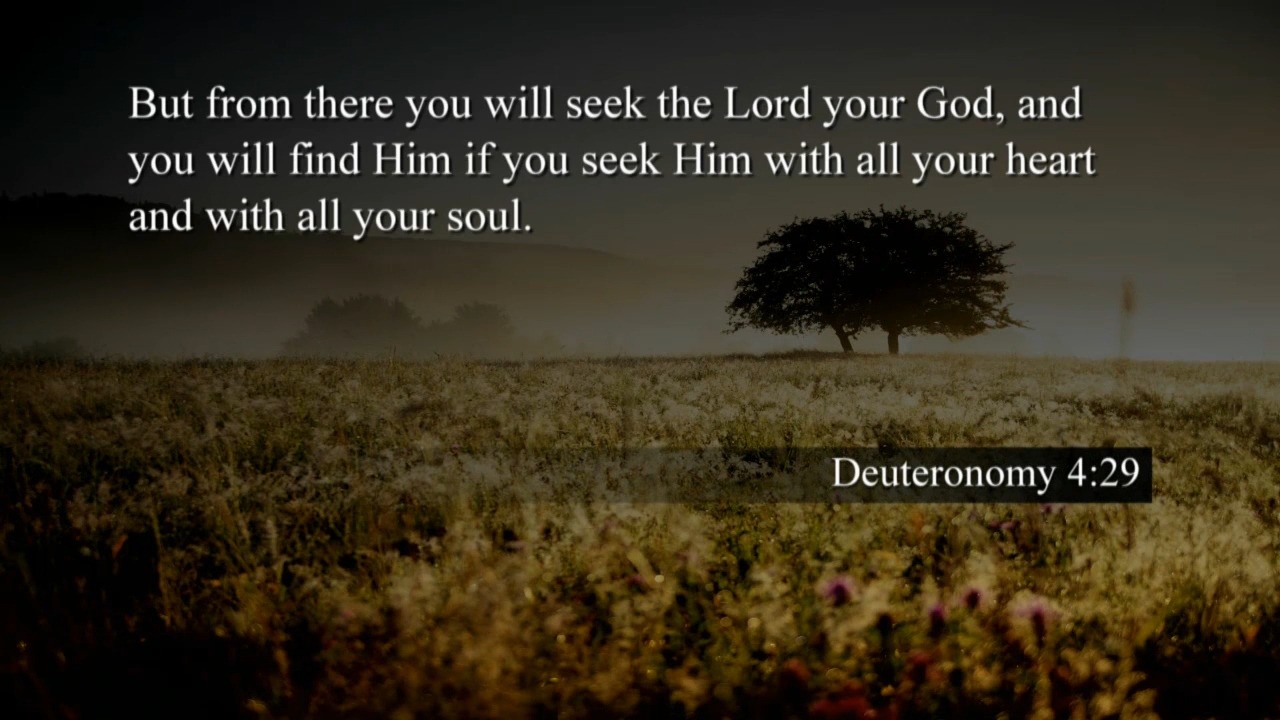 But from there you will seek the Lord your God, and
you will find Him if you seek Him with all your heart
and with all your soul.
Deuteronomy 4:29